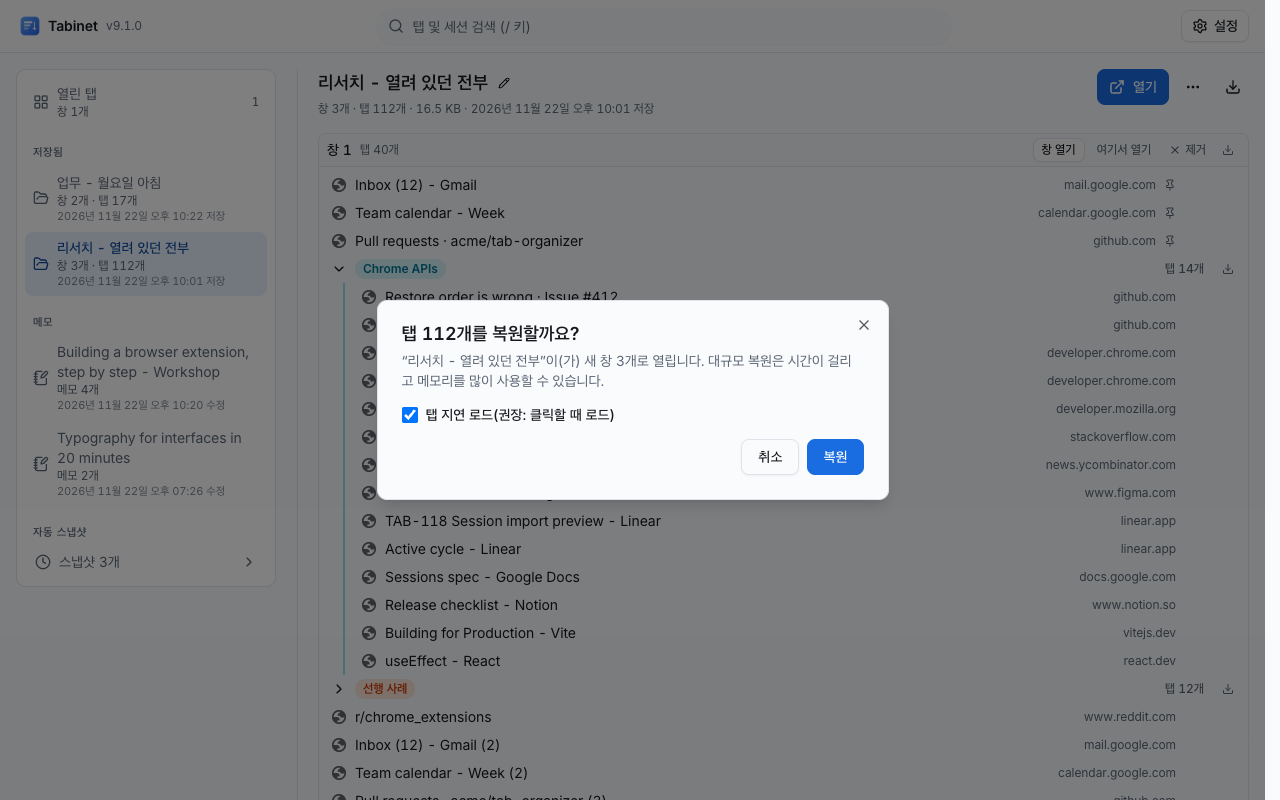 Tabinet v9.1.0
탭 및 세션 검색 (/ 키)
설정
열린 탭
창 1개
1
저장됨
업무 - 월요일 아침
창 2개 · 탭 17개
2026년 11월 22일 오후 10:22 저장
리서치 - 열려 있던 전부
창 3개 · 탭 112개
2026년 11월 22일 오후 10:01 저장
메모
Building a browser extension,
step by step - Workshop
메모 4개
2026년 11월 22일 오후 10:20 수정
Typography for interfaces in
20 minutes
메모 2개
2026년 11월 22일 오후 07:26 수정
자동 스냅샷
스냅샷 3개
리서치 - 열려 있던 전부
창 3개 · 탭 112개 · 16.5 KB · 2026년 11월 22일 오후 10:01 저장
열기
창 1 탭 40개
창 열기
여기서 열기
제거
Inbox (12) - Gmail mail.google.com
Team calendar - Week calendar.google.com
Pull requests · acme/tab-organizer github.com
Chrome APIs 탭 14개
Restore order is wrong · Issue #412 github.com
github.com
developer.chrome.com
developer.chrome.com
developer.mozilla.org
stackoverflow.com
news.ycombinator.com
www.figma.com
탭 112개를 복원할까요?
“리서치 - 열려 있던 전부”이(가) 새 창 3개로 열립니다. 대규모 복원은 시간이 걸리
고 메모리를 많이 사용할 수 있습니다.
탭 지연 로드(권장: 클릭할 때 로드)
취소
복원
TAB-118 Session import preview - Linear linear.app
Active cycle - Linear linear.app
Sessions spec - Google Docs docs.google.com
Release checklist - Notion www.notion.so
Building for Production - Vite vitejs.dev
useEffect - React react.dev
선행 사례 탭 12개
r/chrome_extensions www.reddit.com
Inbox (12) - Gmail (2) mail.google.com
Team calendar - Week (2) calendar.google.com
Pull requests · acme/tab-organizer (2) github.com